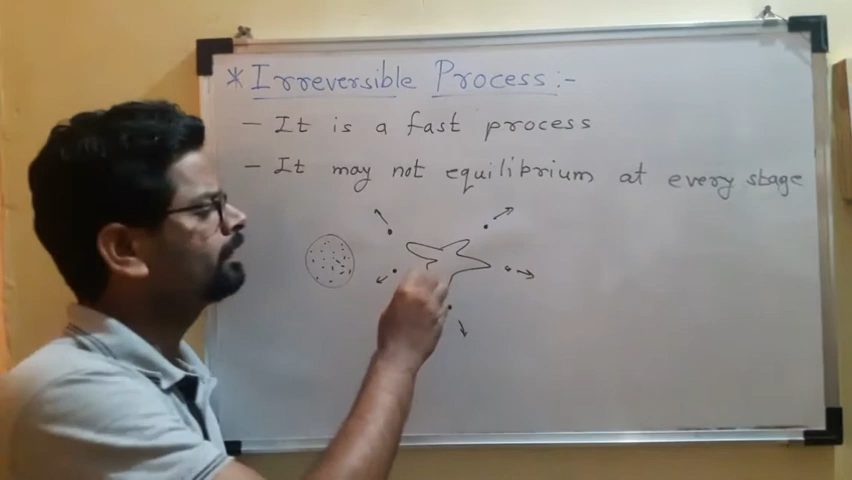 * Irreversible Process :-
- It is a fast process
- It may not equilibrium at every stage